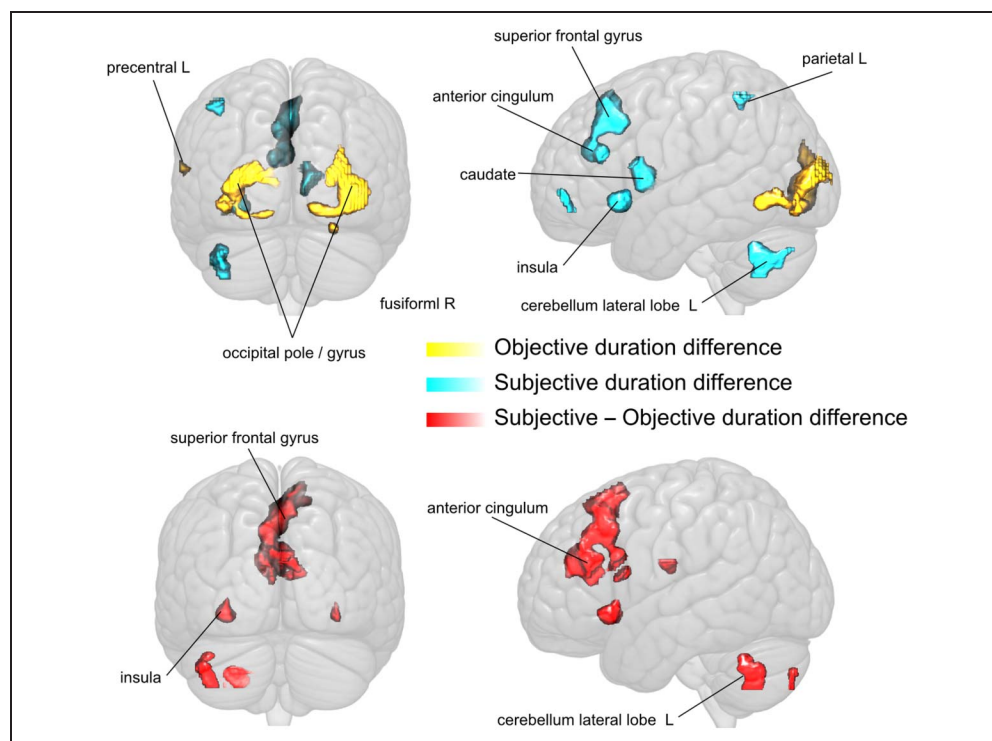 superior frontal gyrus
precentral L
parietal L
anterior cingulum
caudate
insula
fusiforml R
cerebellum lateral lobe L
occipital pole / gyrus
Objective duration difference
Subjective duration difference
Subjective – Objective duration difference
superior frontal gyrus
anterior cingulum
insula
cerebellum lateral lobe L